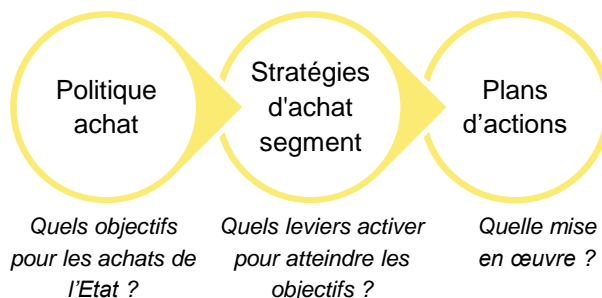 Politique
achat
Stratégies
d'achat
segment
Plans
d’actions
Quels objectifs
pour les achats de
l’Etat ?
Quels leviers activer
pour atteindre les
objectifs ?
Quelle mise
en œuvre ?